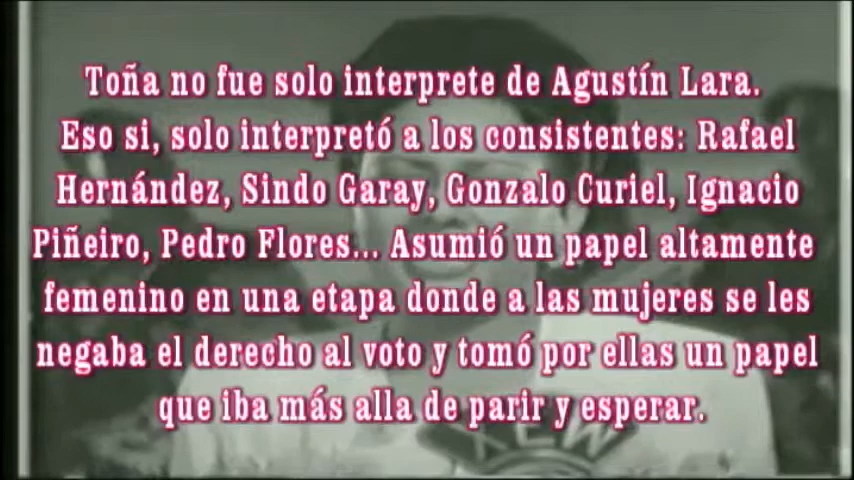 Toña no fue solo interprete de Agustín Lara.
Eso si, solo interpretó a los consistentes: Rafael
Hernández, Sindo Garay, Gonzalo Curiel, Ignacio
Piñeiro, Pedro Flores... Asumió un papel altamente
femenino en una etapa donde a las mujeres se les
negaba el derecho al voto y tomó por ellas un papel
que iba más alla de parir y esperar.
XEW